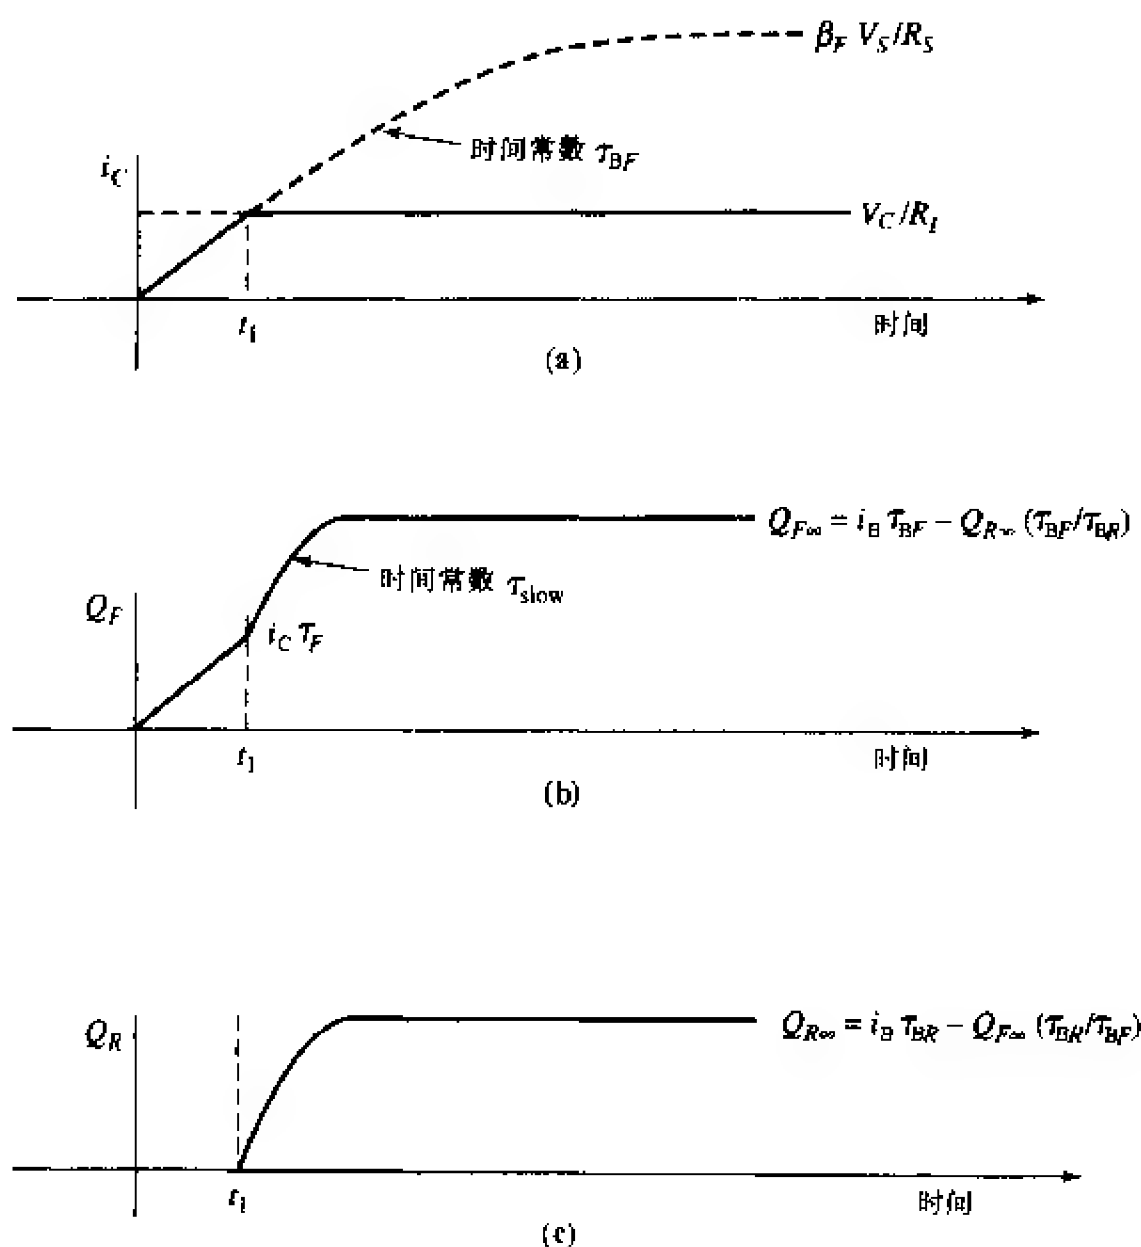 β_F V_S/R_S
时间常数 τ_BF
i_C
V_C/R_I
t_1
时间
(a)
Q_F∞ = i_B τ_BF − Q_R∞ (τ_BF/τ_BR)
时间常数 τ_slow
Q_F
i_C τ_F
t_1
时间
(b)
Q_R
Q_R∞ = i_B τ_BR − Q_F∞ (τ_BR/τ_BF)
t_1
时间
(c)